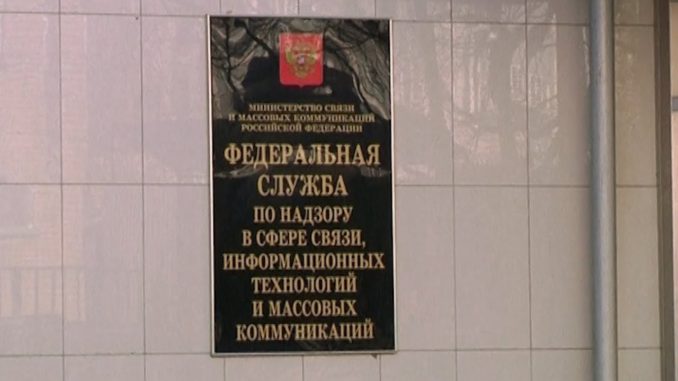 МИНИСТЕРСТВО СВЯЗИ
И МАССОВЫХ КОММУНИКАЦИЙ
РОССИЙСКОЙ ФЕДЕРАЦИИ
ФЕДЕРАЛЬНАЯ
СЛУЖБА
ПО НАДЗОРУ
В СФЕРЕ СВЯЗИ,
ИНФОРМАЦИОННЫХ
ТЕХНОЛОГИЙ
И МАССОВЫХ
КОММУНИКАЦИЙ